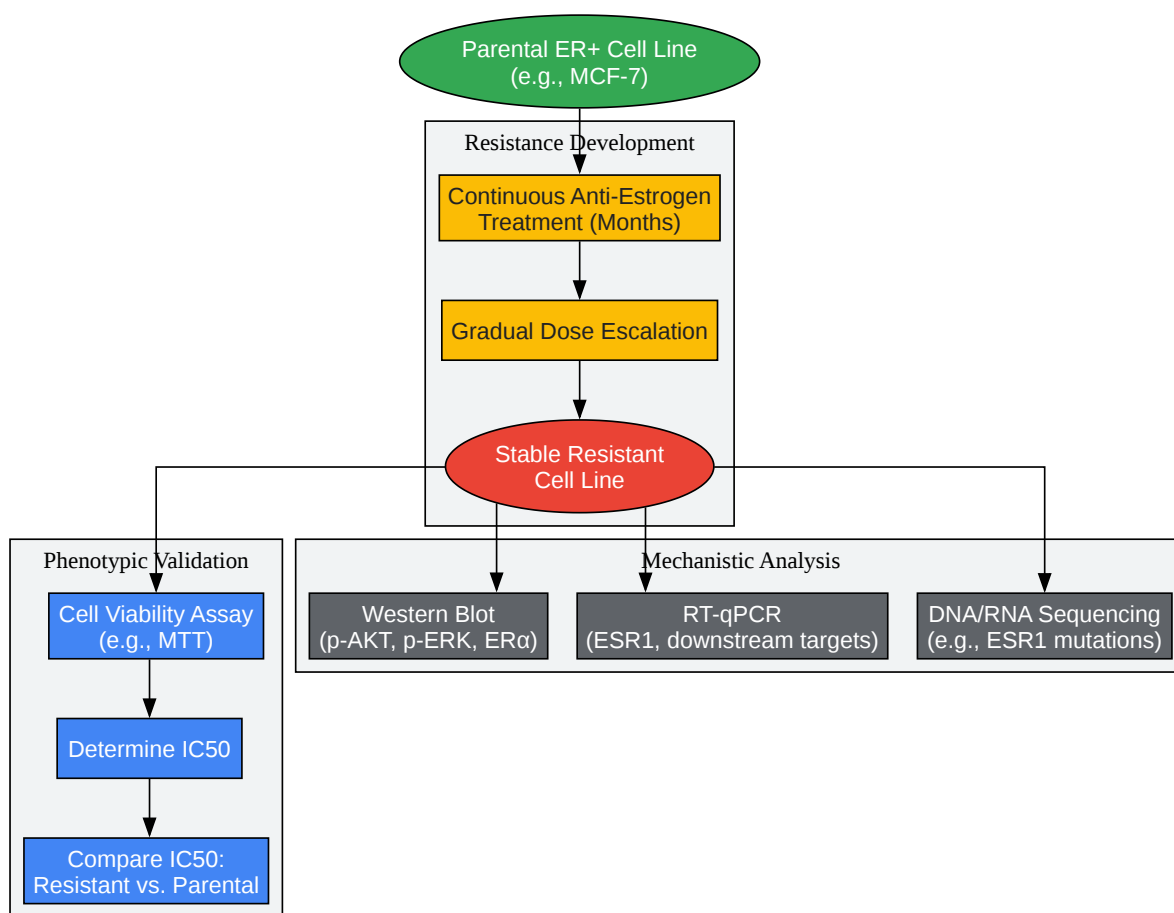 Parental ER+ Cell Line
(e.g., MCF-7)
Resistance Development
Continuous Anti-Estrogen
Treatment (Months)
Gradual Dose Escalation
Stable Resistant
Cell Line
Phenotypic Validation
Cell Viability Assay
(e.g., MTT)
Determine IC50
Compare IC50:
Resistant vs. Parental
Mechanistic Analysis
Western Blot
(p-AKT, p-ERK, ERα)
RT-qPCR
(ESR1, downstream targets)
DNA/RNA Sequencing
(e.g., ESR1 mutations)